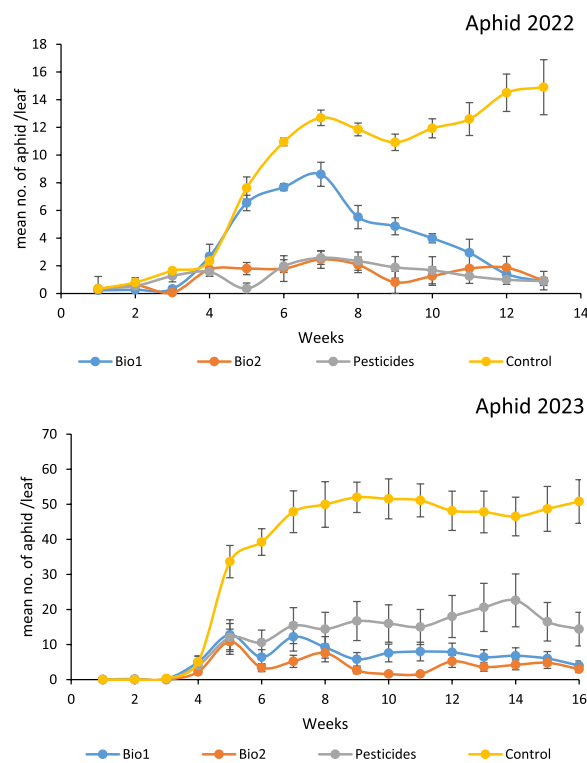 Aphid 2022
mean no. of aphid /leaf
18
16
14
12
10
8
6
4
2
0
0 2 4 6 8 10 12 14
Weeks
Bio1 Bio2 Pesticides Control
Aphid 2023
mean no. of aphid /leaf
70
60
50
40
30
20
10
0
0 2 4 6 8 10 12 14 16
Weeks
Bio1 Bio2 Pesticides Control